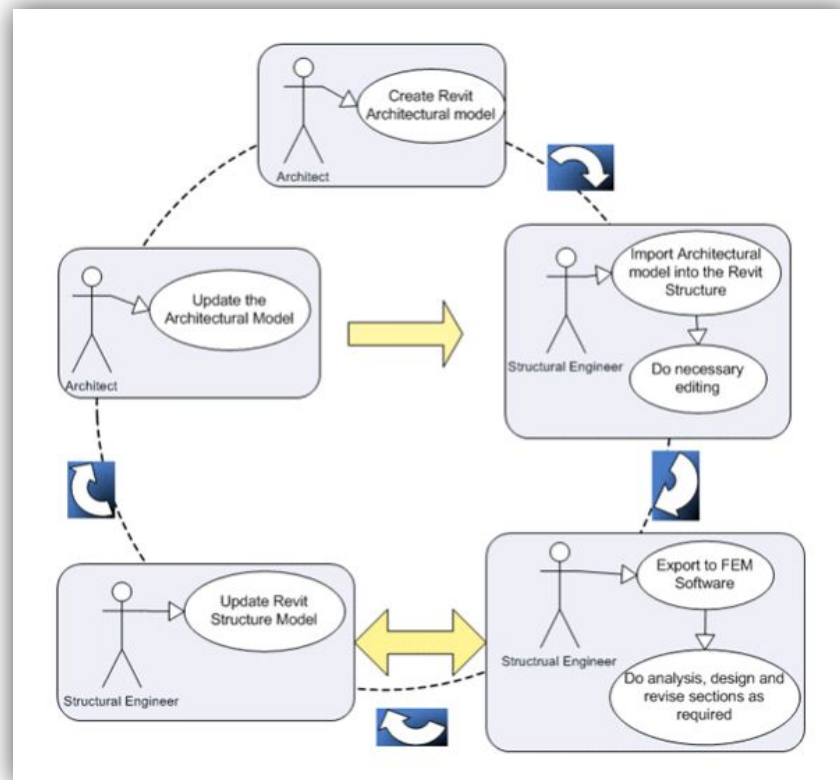 Create Revit
Architectural model
Architect
Import Architectural
model into the Revit
Structure
Structural Engineer
Do necessary
editing
Update the
Architectural Model
Architect
Export to FEM
Software
Structrual Engineer
Do analysis, design and
revise sections as
required
Update Revit
Structure Model
Structural Engineer